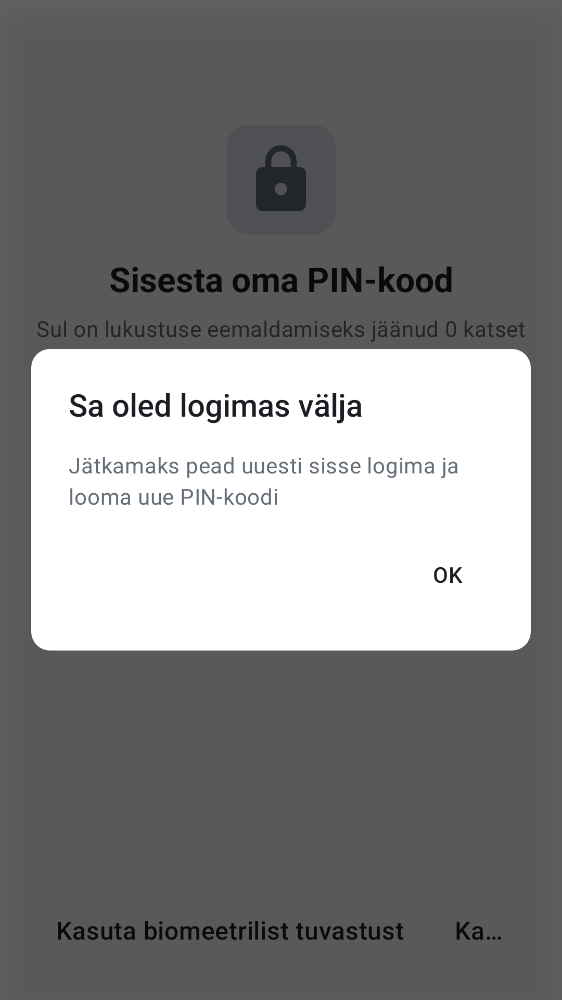 Sisesta oma PIN-kood
Sul on lukustuse eemaldamiseks jäänud 0 katset
Sa oled logimas välja
Jätkamaks pead uuesti sisse logima ja
looma uue PIN-koodi
OK
Kasuta biomeetrilist tuvastust
Ka…